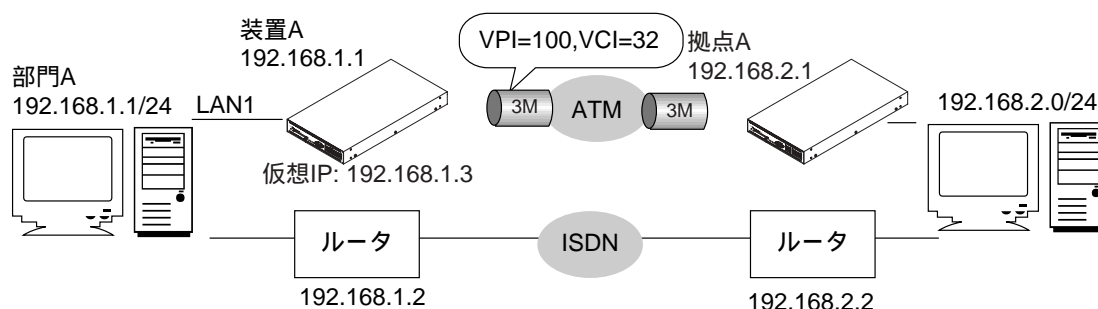 装置A
192.168.1.1
VPI=100,VCI=32
拠点A
192.168.2.1
部門A
192.168.1.1/24
LAN1
3M
ATM
3M
192.168.2.0/24
仮想IP: 192.168.1.3
ルータ
ISDN
ルータ
192.168.1.2
192.168.2.2